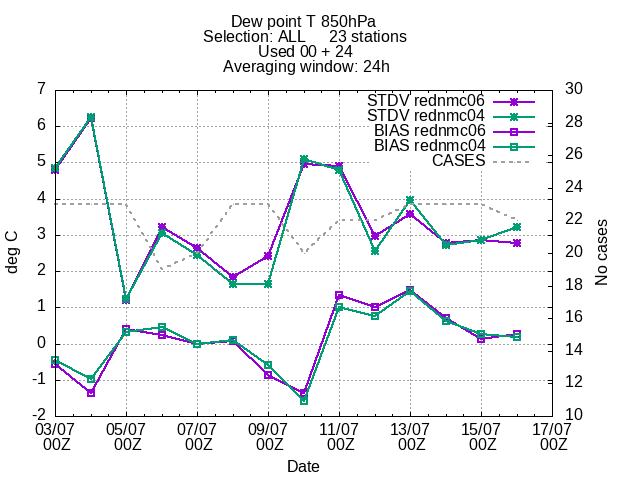 Dew point T 850hPa
Selection: ALL 23 stations
Used 00 + 24
Averaging window: 24h
7 30
STDV rednmc06
STDV rednmc04
BIAS rednmc06
BIAS rednmc04
CASES
6 28
5 26
4 24
3 22
2 20
1 18
0 16
-1 14
-2 12
10
deg C
No cases
03/07 05/07 07/07 09/07 11/07 13/07 15/07 17/07
00Z 00Z 00Z 00Z 00Z 00Z 00Z 00Z
Date